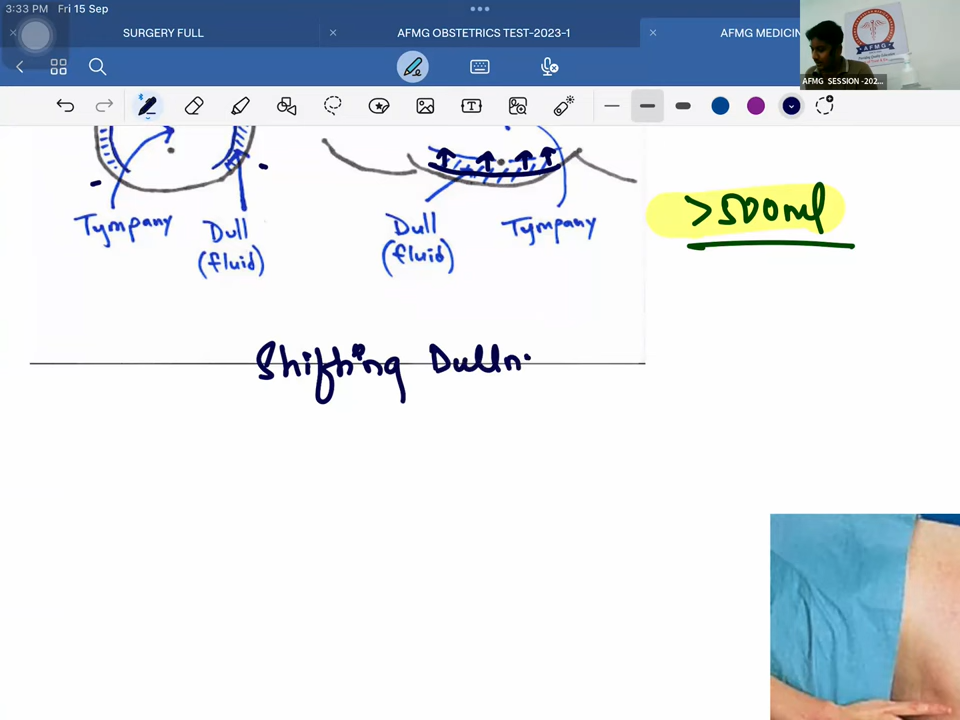 3:33 PM Fri 15 Sep
SURGERY FULL
AFMG OBSTETRICS TEST-2023-1
AFMG MEDICIN
AFMG
AFMG SESSION -202...
Tympany
Dull
(fluid)
Dull
(fluid)
Tympany
>500ml
Shifting Dulln